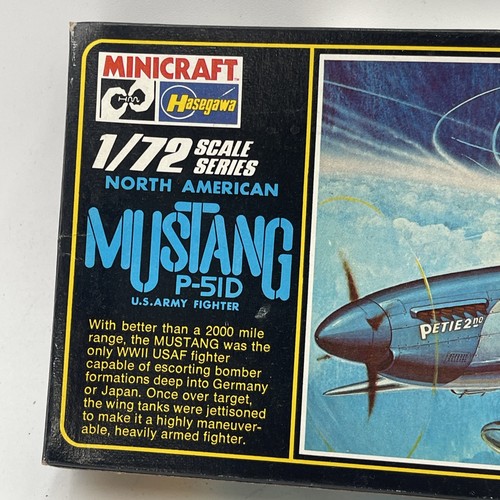 MINICRAFT
HM
Hasegawa
1/72 SCALE SERIES
NORTH AMERICAN
MUSTANG
P-51D
U.S. ARMY FIGHTER
With better than a 2000 mile
range, the MUSTANG was the
only WWII USAF fighter
capable of escorting bomber
formations deep into Germany
or Japan. Once over target,
the wing tanks were jettisoned
to make it a highly maneuver-
able, heavily armed fighter.
PETIE 2ND